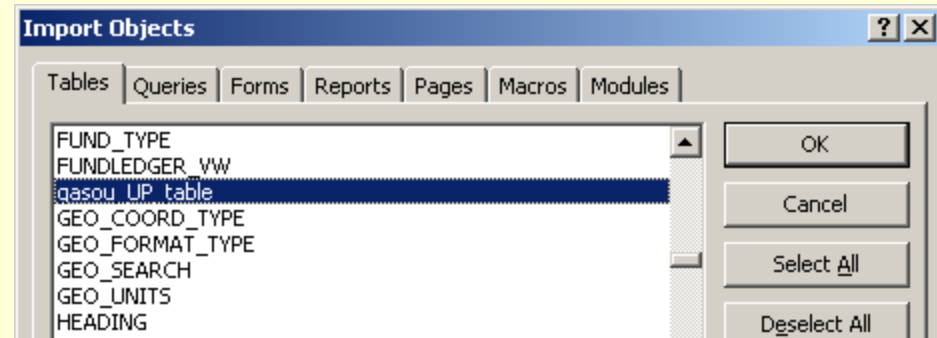 Import Objects
Tables Queries Forms Reports Pages Macros Modules
FUND_TYPE
FUNDLEDGER_VW
gasou_UP_table
GEO_COORD_TYPE
GEO_FORMAT_TYPE
GEO_SEARCH
GEO_UNITS
HEADING
OK
Cancel
Select All
Deselect All